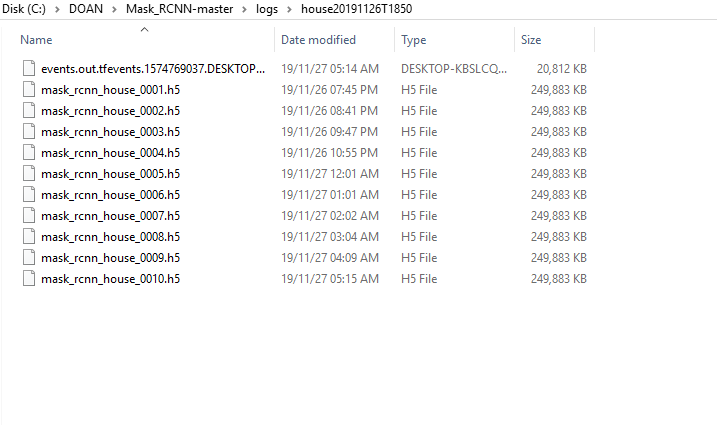 Disk (C:) > DOAN > Mask_RCNN-master > logs > house20191126T1850
Name Date modified Type Size
events.out.tfevents.1574769037.DESKTOP... 19/11/27 05:14 AM DESKTOP-KBSLCQ... 20,812 KB
mask_rcnn_house_0001.h5 19/11/26 07:45 PM H5 File 249,883 KB
mask_rcnn_house_0002.h5 19/11/26 08:41 PM H5 File 249,883 KB
mask_rcnn_house_0003.h5 19/11/26 09:47 PM H5 File 249,883 KB
mask_rcnn_house_0004.h5 19/11/26 10:55 PM H5 File 249,883 KB
mask_rcnn_house_0005.h5 19/11/27 12:01 AM H5 File 249,883 KB
mask_rcnn_house_0006.h5 19/11/27 01:01 AM H5 File 249,883 KB
mask_rcnn_house_0007.h5 19/11/27 02:02 AM H5 File 249,883 KB
mask_rcnn_house_0008.h5 19/11/27 03:04 AM H5 File 249,883 KB
mask_rcnn_house_0009.h5 19/11/27 04:09 AM H5 File 249,883 KB
mask_rcnn_house_0010.h5 19/11/27 05:15 AM H5 File 249,883 KB